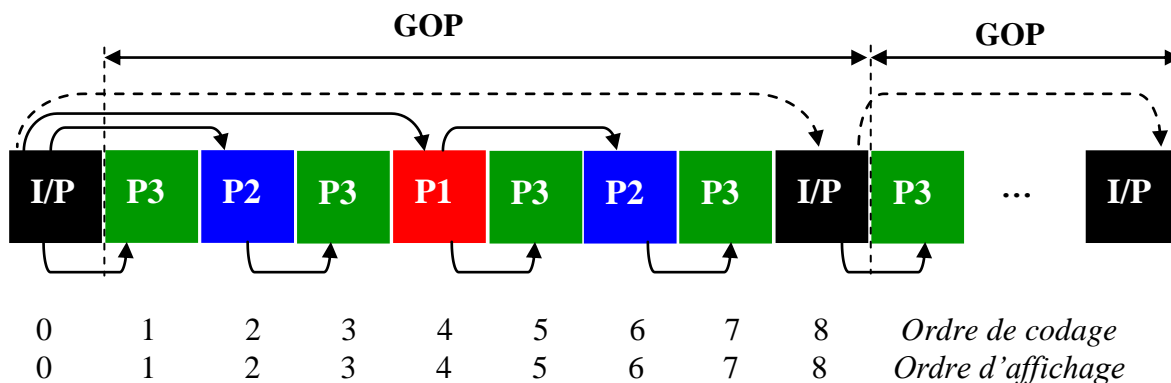 GOP GOP
I/P P3 P2 P3 P1 P3 P2 P3 I/P P3 ... I/P
0 1 2 3 4 5 6 7 8 Ordre de codage
0 1 2 3 4 5 6 7 8 Ordre d'affichage